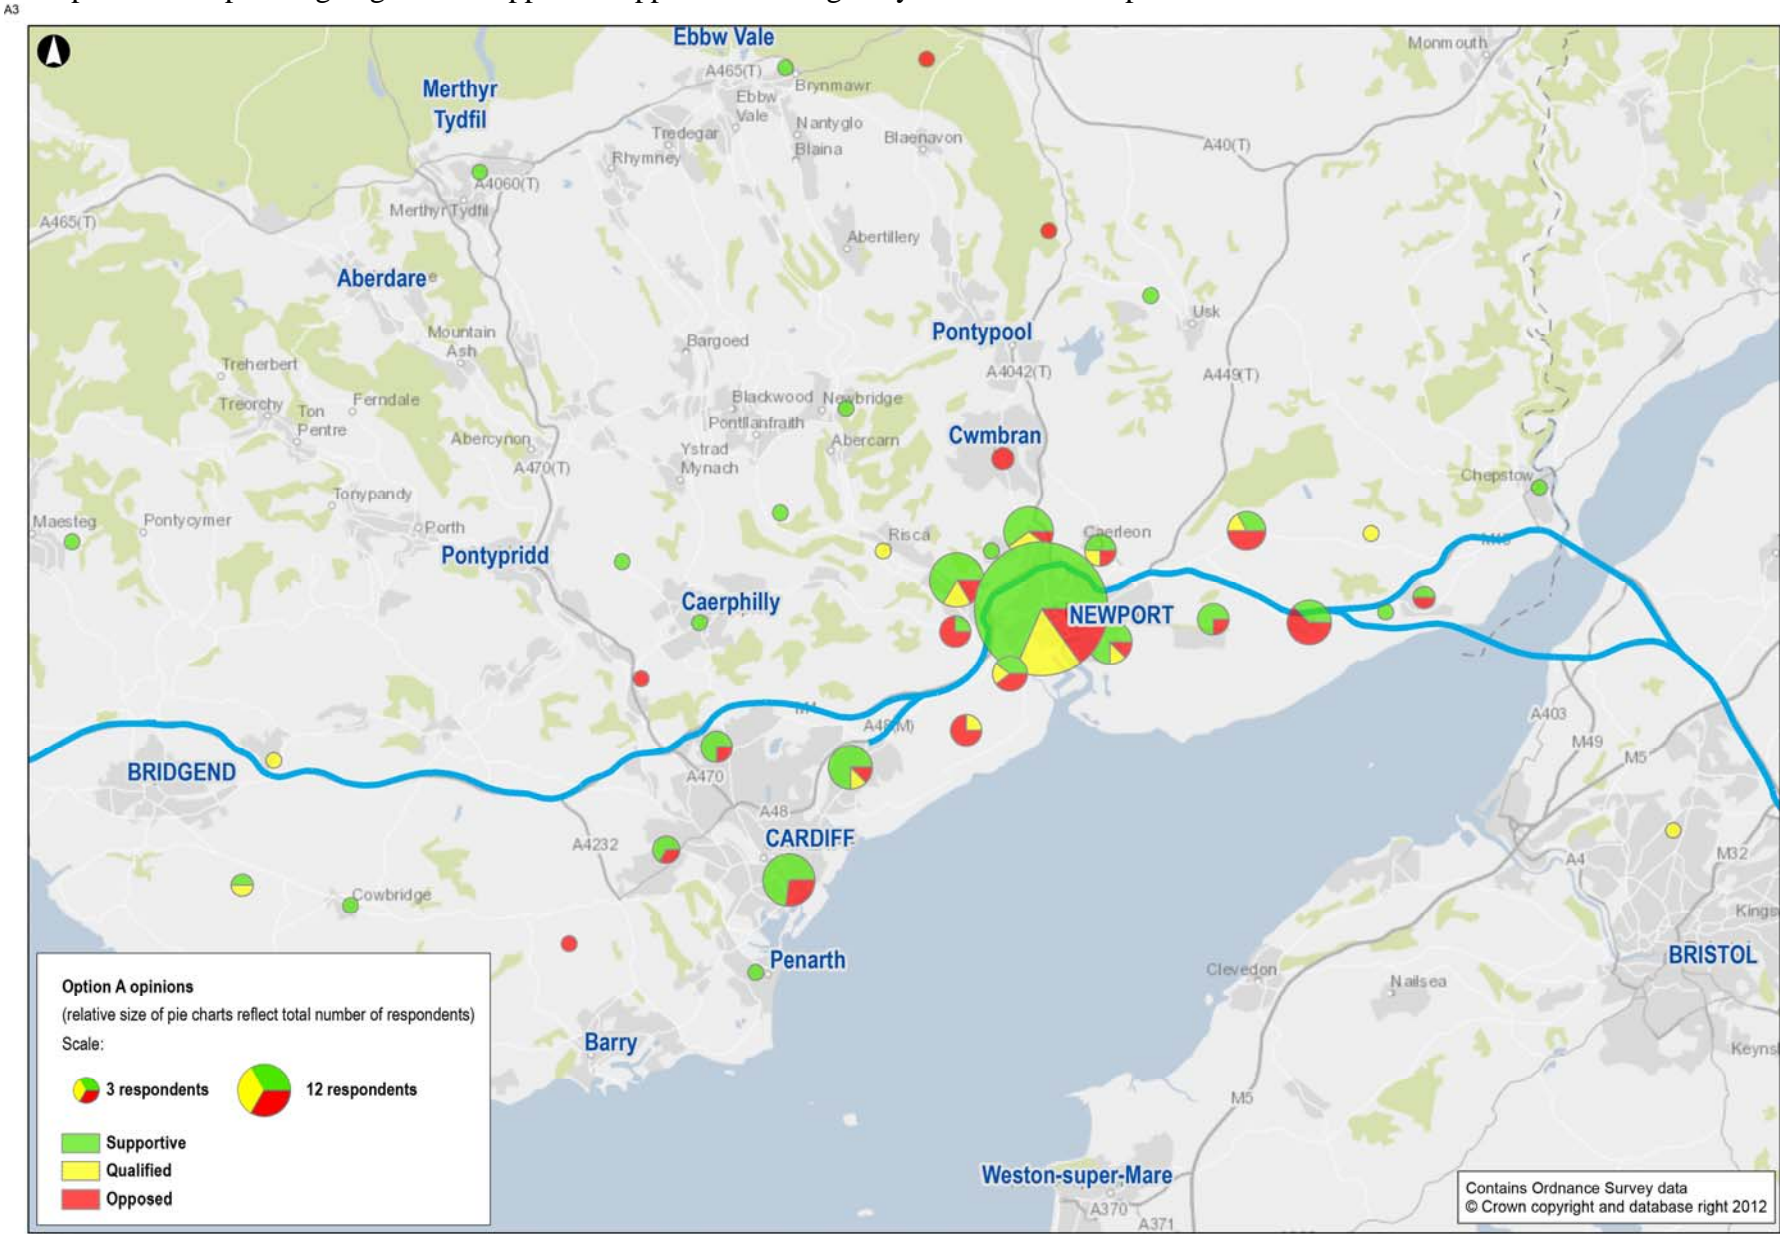 A3
Ebbw Vale
Monmouth
A465(T)
Brynmawr
Merthyr
Tydfil
Ebbw
Vale
Nantyglo
Tredegar
Blaenavon
Blaina
Rhymney
A40(T)
A4060(T)
Merthyr Tydfil
A465(T)
Abertillery
Aberdare
Usk
Mountain
Ash
Pontypool
Bargoed
Treherbert
A4042(T)
A449(T)
Blackwood
Newbridge
Ferndale
Treorchy
Ton
Pentre
Pontllanfraith
Cwmbran
Abercynon
Abercarn
Ystrad
Mynach
A470(T)
Chepstow
Tonypandy
Maesteg
Pontycymer
Porth
Risca
Caerleon
Pontypridd
M48
Caerphilly
NEWPORT
M4
A48(M)
A403
M49
M5
BRIDGEND
A470
A48
CARDIFF
A4232
A4
M32
Cowbridge
Kings
BRISTOL
Penarth
Clevedon
Nailsea
Option A opinions
(relative size of pie charts reflect total number of respondents)
Scale:
Barry
Keynsl
3 respondents
12 respondents
M5
Supportive
Qualified
Opposed
Weston-super-Mare
A370
A371
Contains Ordnance Survey data
© Crown copyright and database right 2012